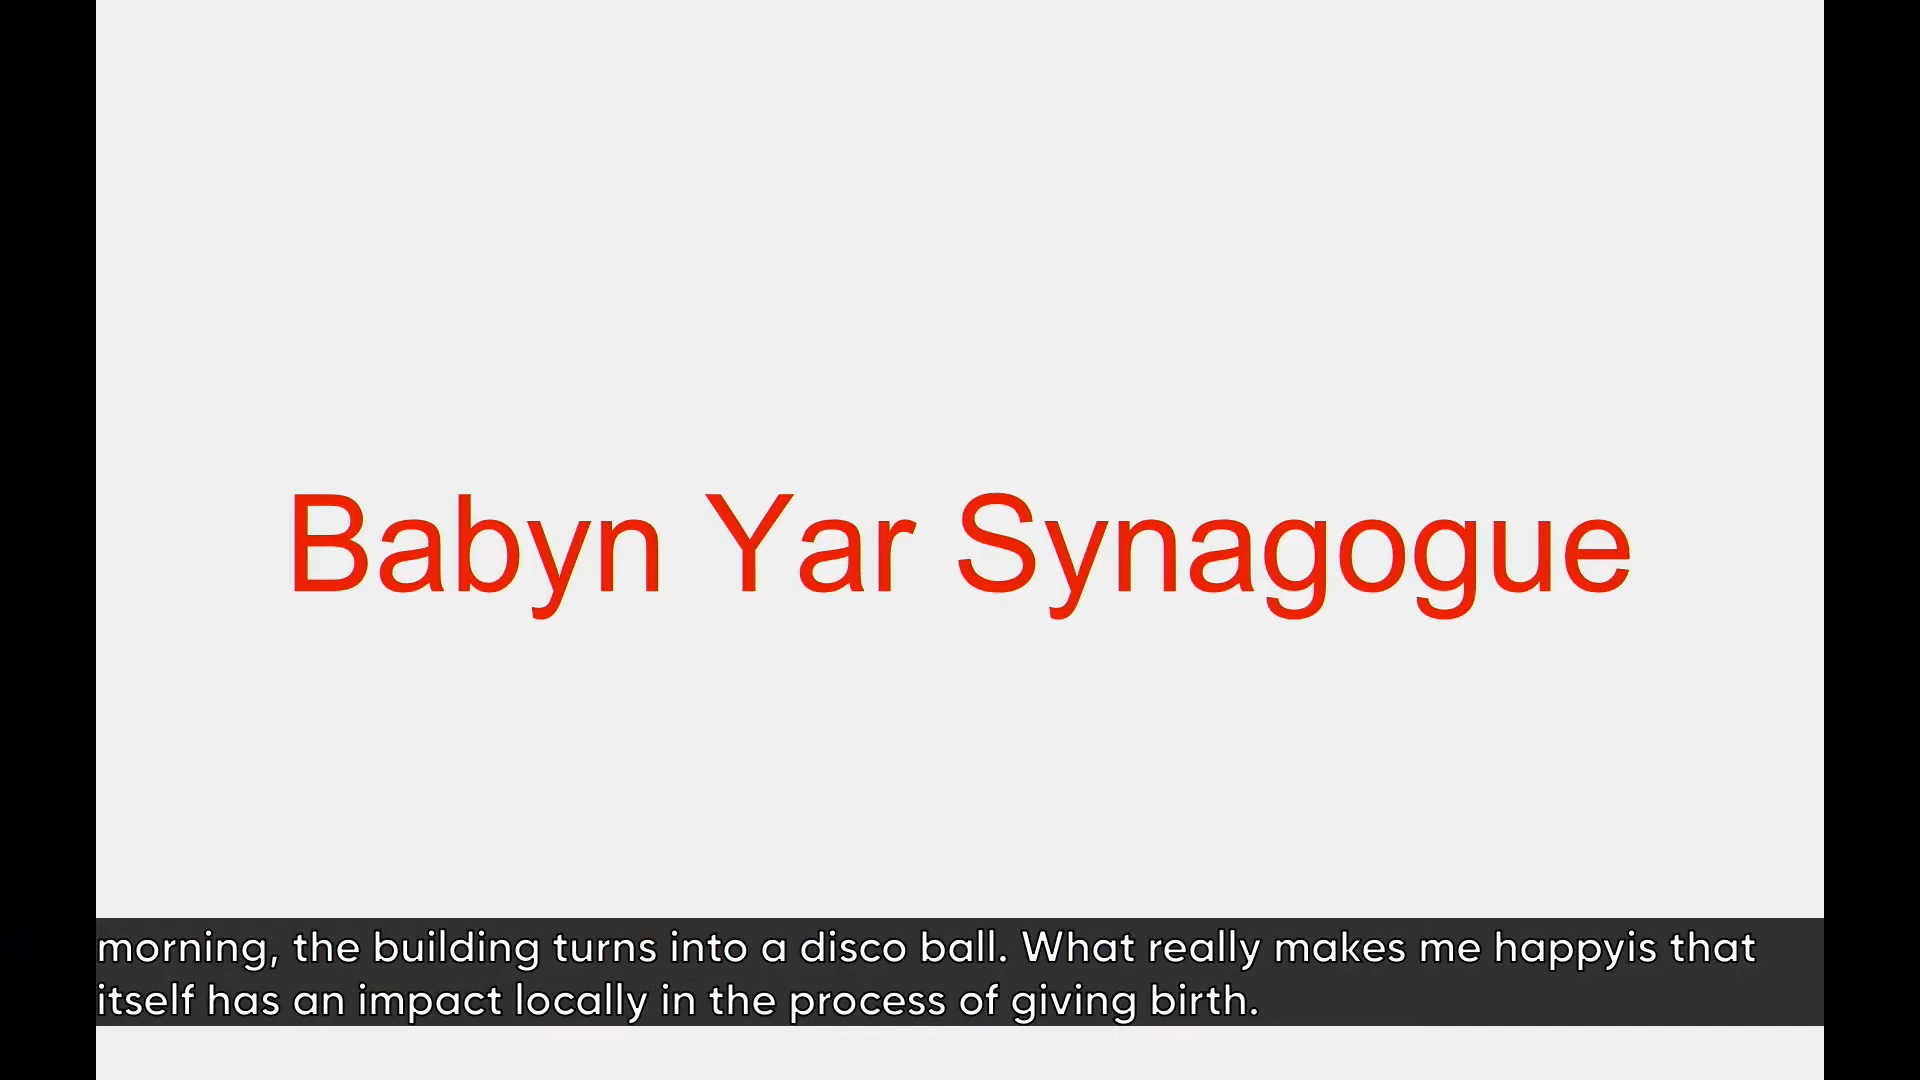 Babyn Yar Synagogue
morning, the building turns into a disco ball. What really makes me happyis that
itself has an impact locally in the process of giving birth.